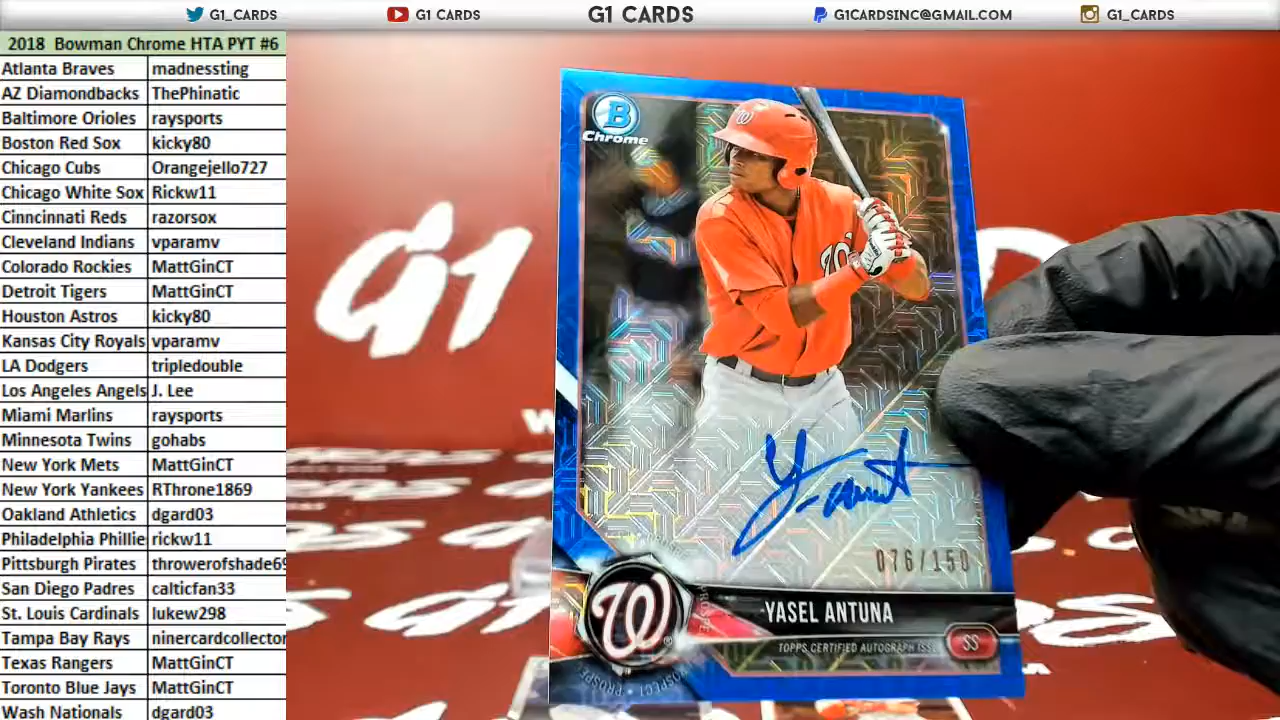 G1_CARDS
G1 CARDS
G1 CARDS
G1CARDSINC@GMAIL.COM
G1_CARDS
2018 Bowman Chrome HTA PYT #6
Atlanta Braves madnessting
AZ Diamondbacks ThePhinatic
Baltimore Orioles raysports
Boston Red Sox kicky80
Chicago Cubs Orangejello727
Chicago White Sox Rickw11
Cinncinnati Reds razorsox
Cleveland Indians vparamv
Colorado Rockies MattGinCT
Detroit Tigers MattGinCT
Houston Astros kicky80
Kansas City Royals vparamv
LA Dodgers tripledouble
Los Angeles Angels J. Lee
Miami Marlins raysports
Minnesota Twins gohabs
New York Mets MattGinCT
New York Yankees RThrone1869
Oakland Athletics dgard03
Philadelphia Phillie rickw11
Pittsburgh Pirates throwerofshade69
San Diego Padres calticfan33
St. Louis Cardinals lukew298
Tampa Bay Rays ninercardcollector
Texas Rangers MattGinCT
Toronto Blue Jays MattGinCT
Wash Nationals dgard03
G1
B
Chrome
W
076/150
W
YASEL ANTUNA
TOPPS CERTIFIED AUTOGRAPH ISS
SS